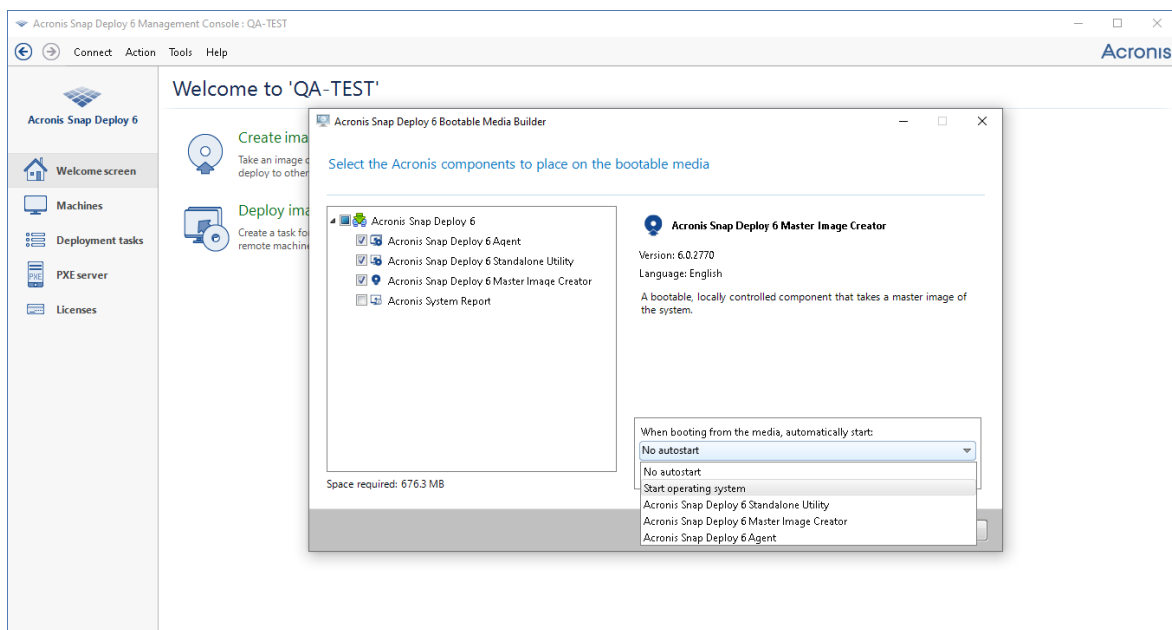 Acronis Snap Deploy 6 Management Console : QA-TEST
Connect Action Tools Help
Acronis
Acronis Snap Deploy 6
Welcome screen
Machines
Deployment tasks
PXE
PXE server
Licenses
Welcome to 'QA-TEST'
Create ima
Take an image o
deploy to other
Deploy ima
Create a task fo
remote machin
Acronis Snap Deploy 6 Bootable Media Builder
Select the Acronis components to place on the bootable media
Acronis Snap Deploy 6
Acronis Snap Deploy 6 Agent
Acronis Snap Deploy 6 Standalone Utility
Acronis Snap Deploy 6 Master Image Creator
Acronis System Report
Space required: 676.3 MB
Acronis Snap Deploy 6 Master Image Creator
Version: 6.0.2770
Language: English
A bootable, locally controlled component that takes a master image of
the system.
When booting from the media, automatically start:
No autostart
No autostart
Start operating system
Acronis Snap Deploy 6 Standalone Utility
Acronis Snap Deploy 6 Master Image Creator
Acronis Snap Deploy 6 Agent